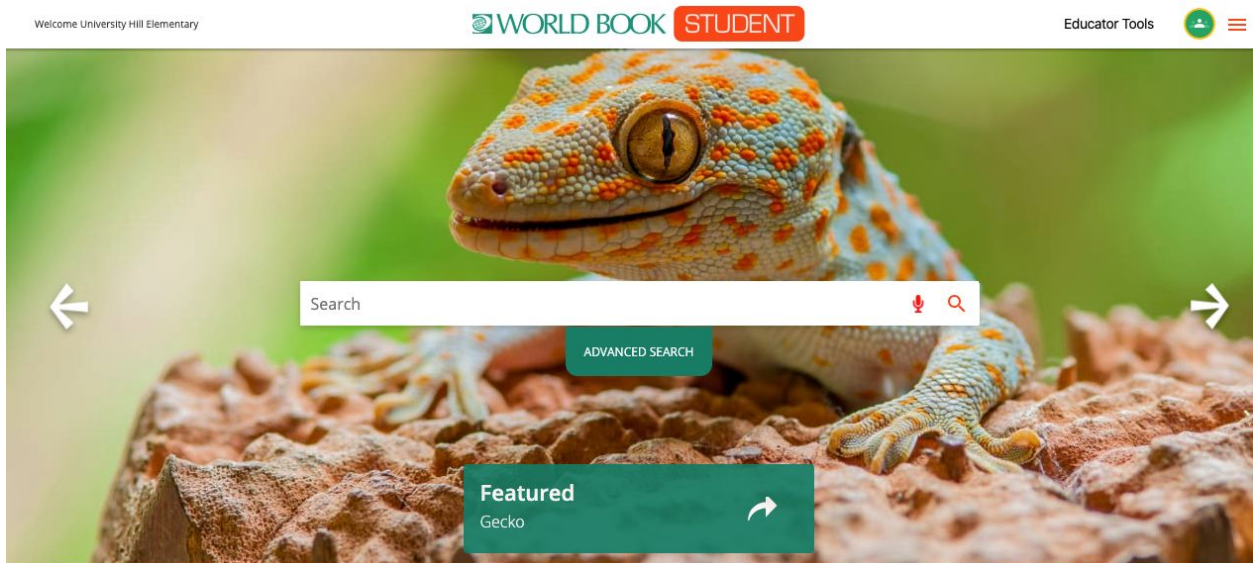 Welcome University Hill Elementary
WORLD BOOK STUDENT
Educator Tools
Search
ADVANCED SEARCH
Featured
Gecko